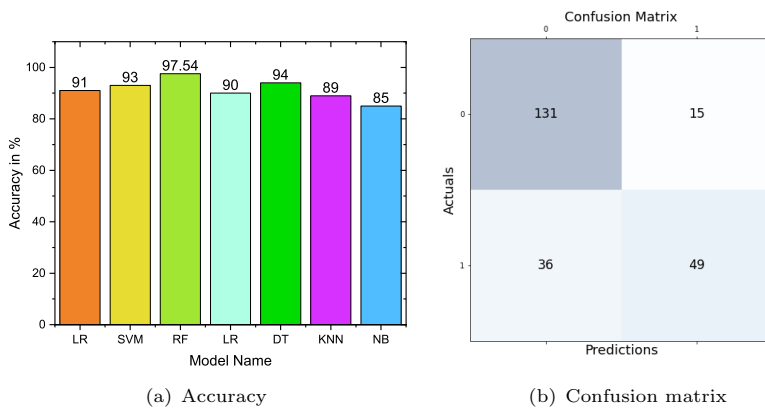 Confusion Matrix
0 1
100
80
60
40
20
0
Accuracy in %
91
93
97.54
90
94
89
85
LR SVM RF LR DT KNN NB
Model Name
Actuals
0
131 15
1
36 49
Predictions
(a) Accuracy
(b) Confusion matrix